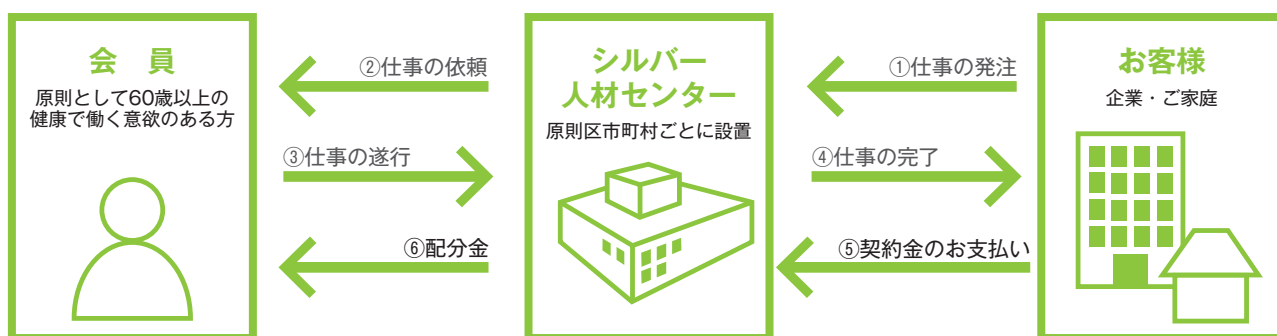 会　員
原則として60歳以上の
健康で働く意欲のある方
②仕事の依頼
③仕事の遂行
⑥配分金
シルバー
人材センター
原則区市町村ごとに設置
①仕事の発注
④仕事の完了
⑤契約金のお支払い
お客様
企業・ご家庭